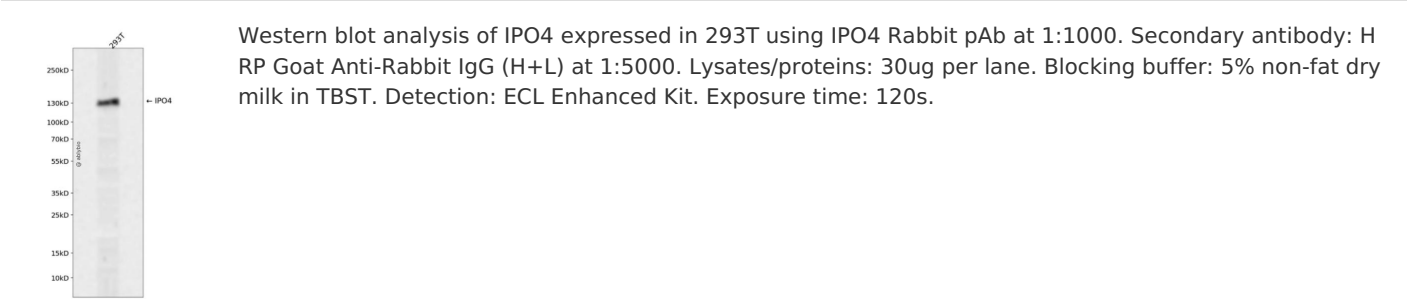 293T
250kD
130kD
← IPO4
100kD
70kD
55kD
35kD
25kD
15kD
10kD
Western blot analysis of IPO4 expressed in 293T using IPO4 Rabbit pAb at 1:1000. Secondary antibody: H
RP Goat Anti-Rabbit IgG (H+L) at 1:5000. Lysates/proteins: 30ug per lane. Blocking buffer: 5% non-fat dry
milk in TBST. Detection: ECL Enhanced Kit. Exposure time: 120s.